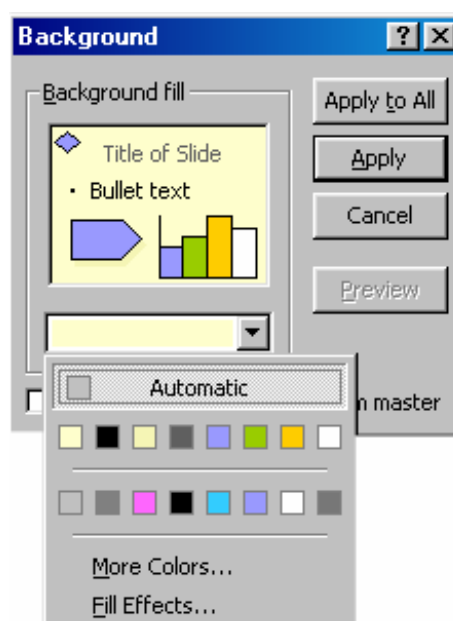 Background
Background fill
Apply to All
Title of Slide
Apply
Bullet text
Cancel
Preview
Automatic
master
More Colors...
Fill Effects...